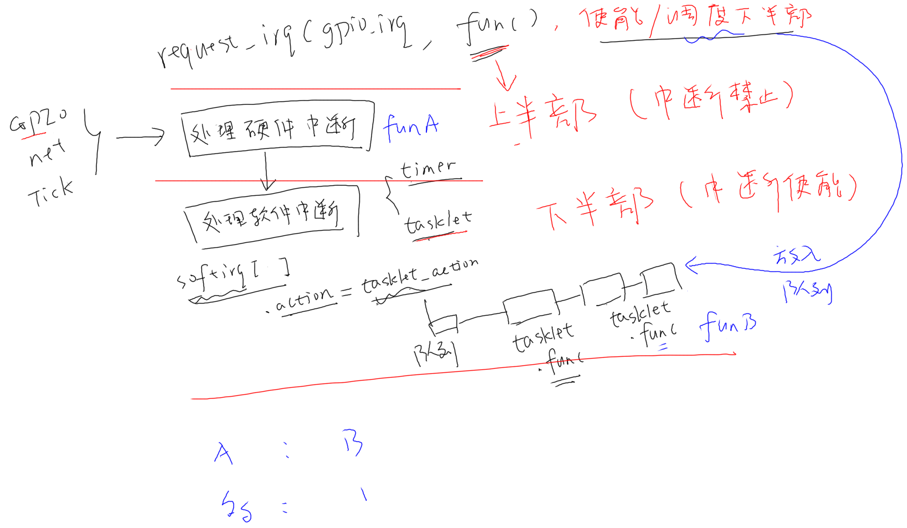 request_irq(gpio_irq, func), 使能/调度下半部
上半部 (中断禁止)
GPIO
net
Tick
处理硬件中断 funA
timer
处理软件中断
tasklet
下半部 (中断使能)
softirq[ ]
.action = tasklet_action
放入
队列
队列
tasklet
.func
tasklet
.func
funB
A : B
: 1